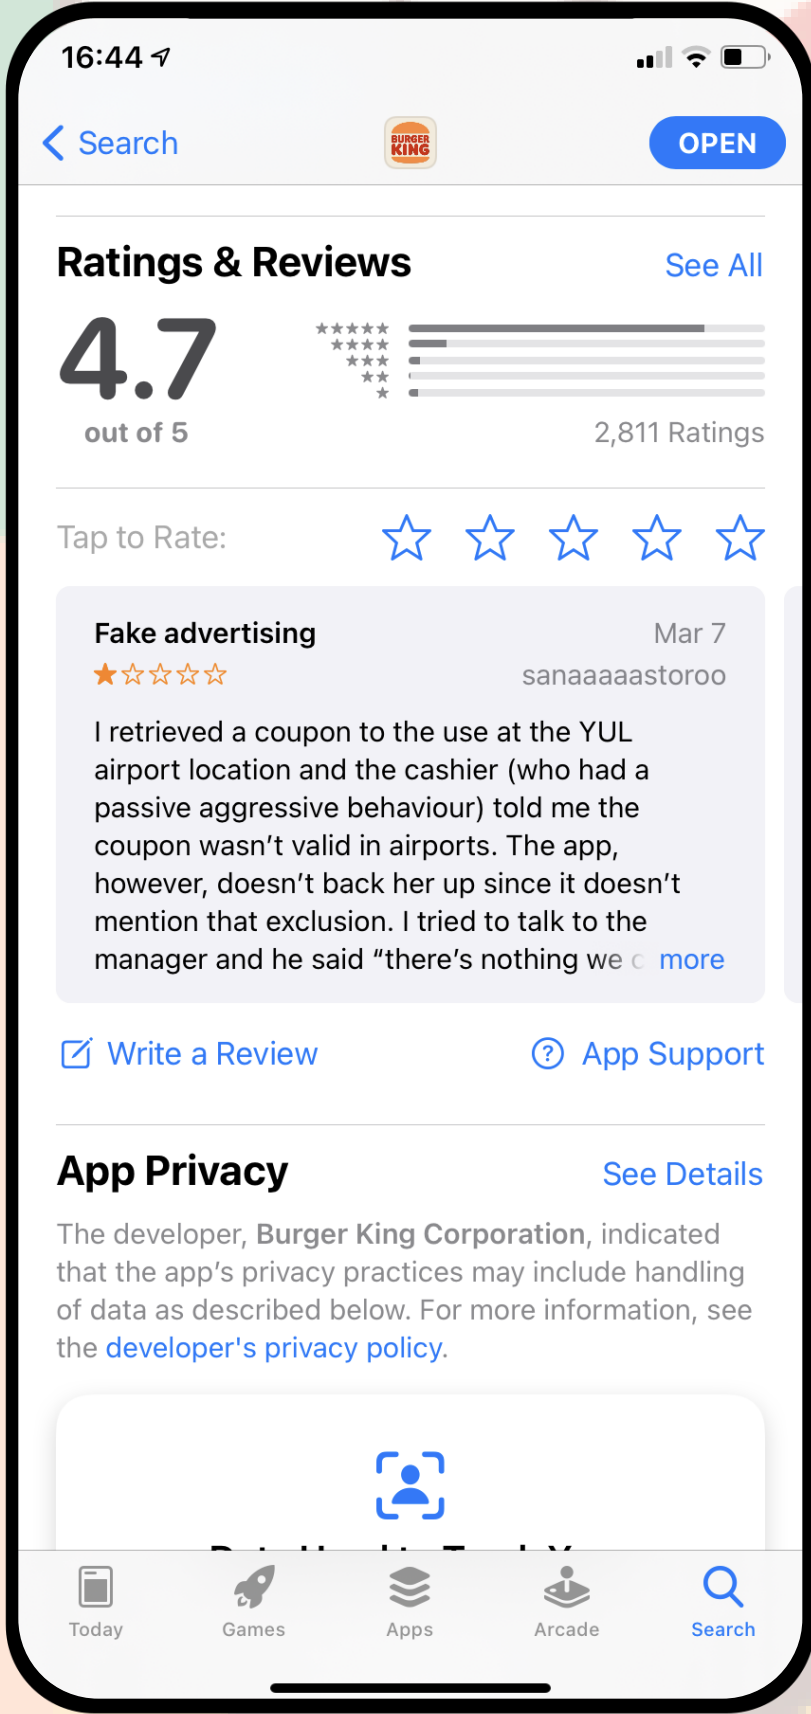 16:44
Search
BURGER
KING
OPEN
Ratings & Reviews
See All
4.7
out of 5
2,811 Ratings
Tap to Rate:
Fake advertising
Mar 7
sanaaaaastoroo
I retrieved a coupon to the use at the YUL
airport location and the cashier (who had a
passive aggressive behaviour) told me the
coupon wasn't valid in airports. The app,
however, doesn't back her up since it doesn't
mention that exclusion. I tried to talk to the
manager and he said “there's nothing we
more
Write a Review
App Support
App Privacy
See Details
The developer, Burger King Corporation, indicated
that the app's privacy practices may include handling
of data as described below. For more information, see
the developer's privacy policy.
Today
Games
Apps
Arcade
Search